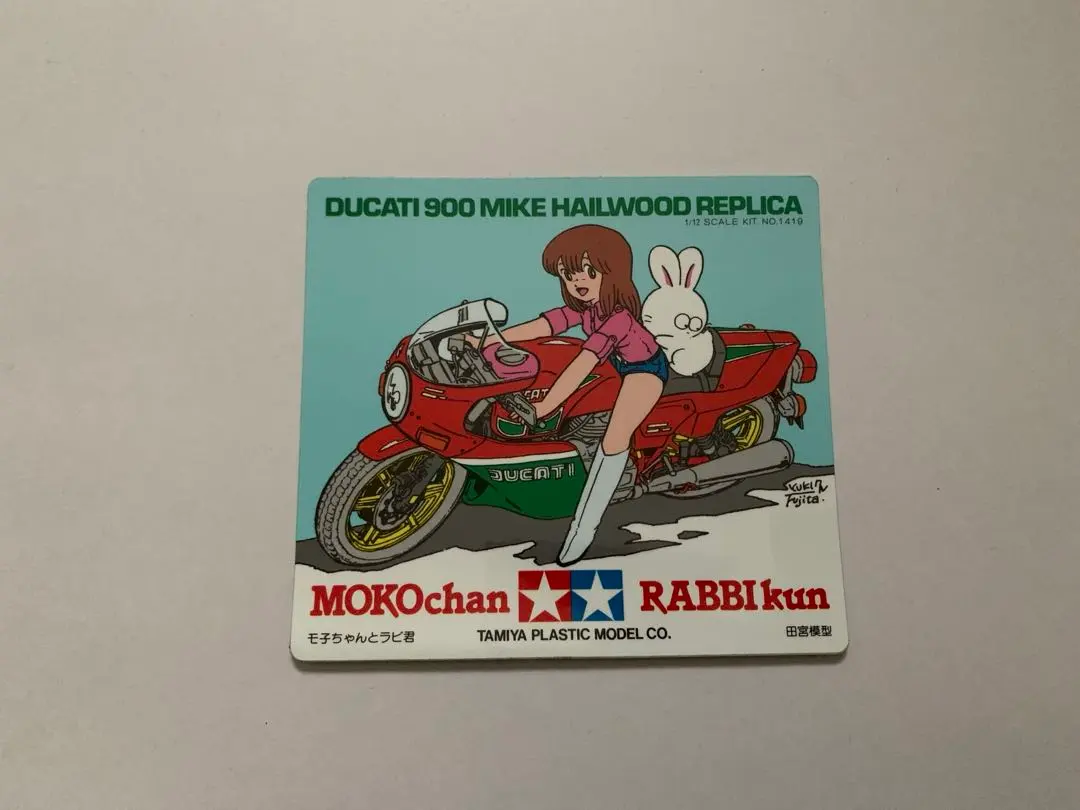 DUCATI 900 MIKE HAILWOOD REPLICA
1/12 SCALE KIT NO.1419
DUCATI
MOKOchan
RABBIkun
モ子ちゃんとラビ君
TAMIYA PLASTIC MODEL CO.
田宮模型
Fujita.